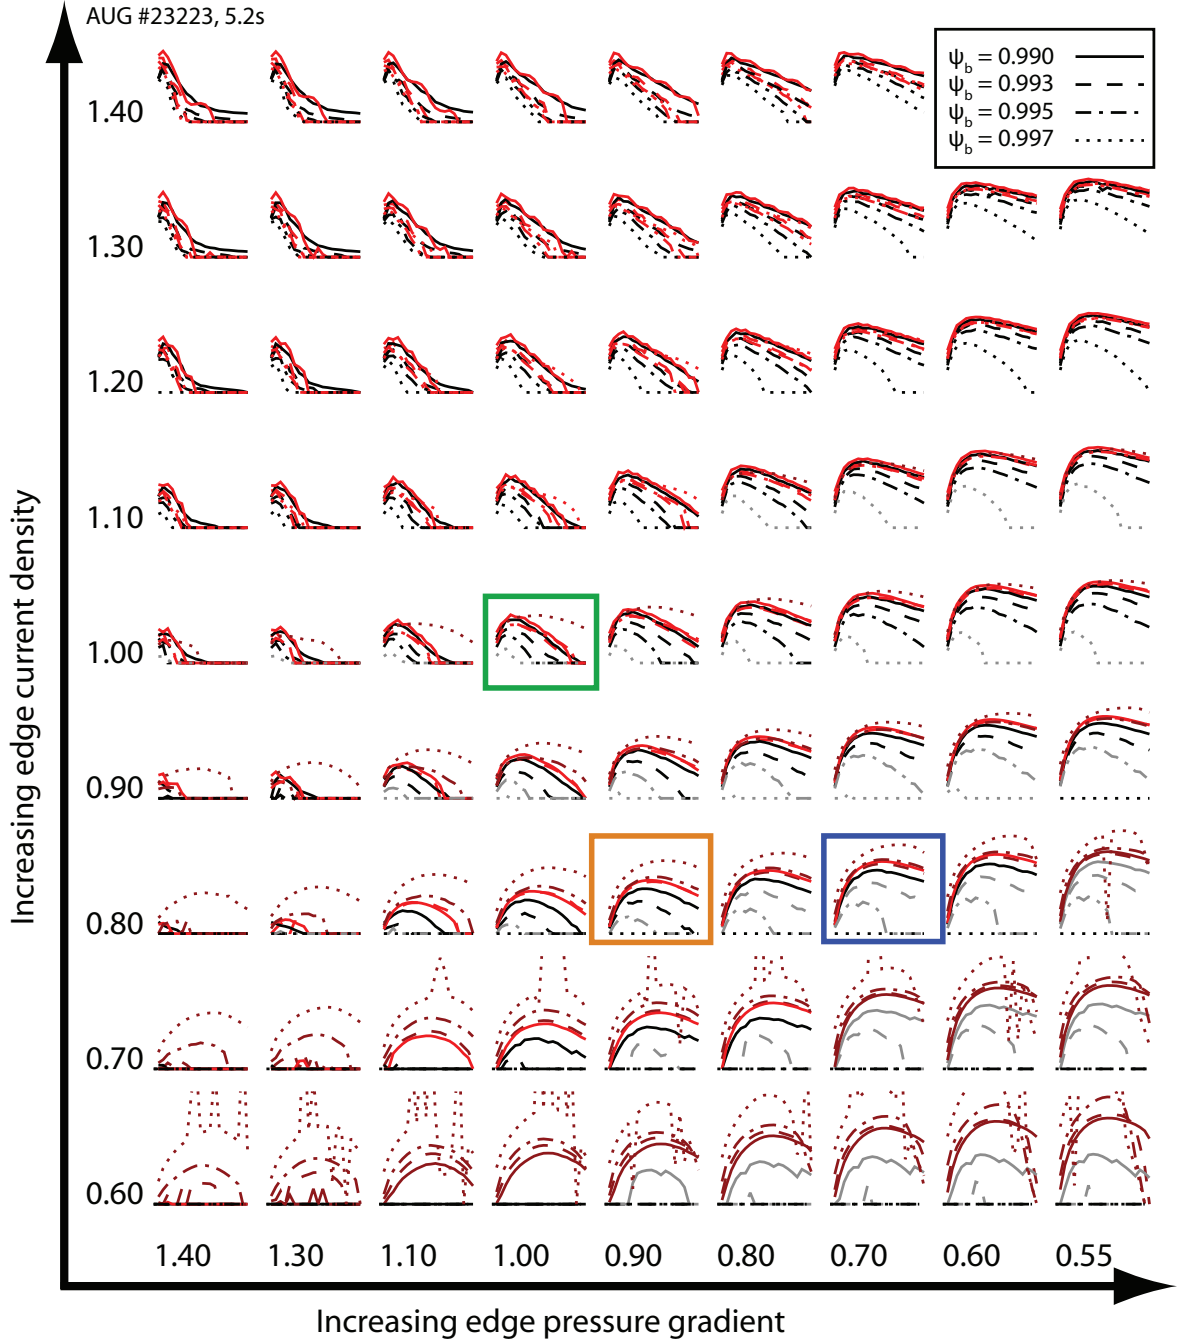 AUG #23223, 5.2s
ψb = 0.990
ψb = 0.993
ψb = 0.995
ψb = 0.997
1.40
1.30
1.20
1.10
1.00
0.90
0.80
0.70
0.60
Increasing edge current density
1.40 1.30 1.10 1.00 0.90 0.80 0.70 0.60 0.55
Increasing edge pressure gradient